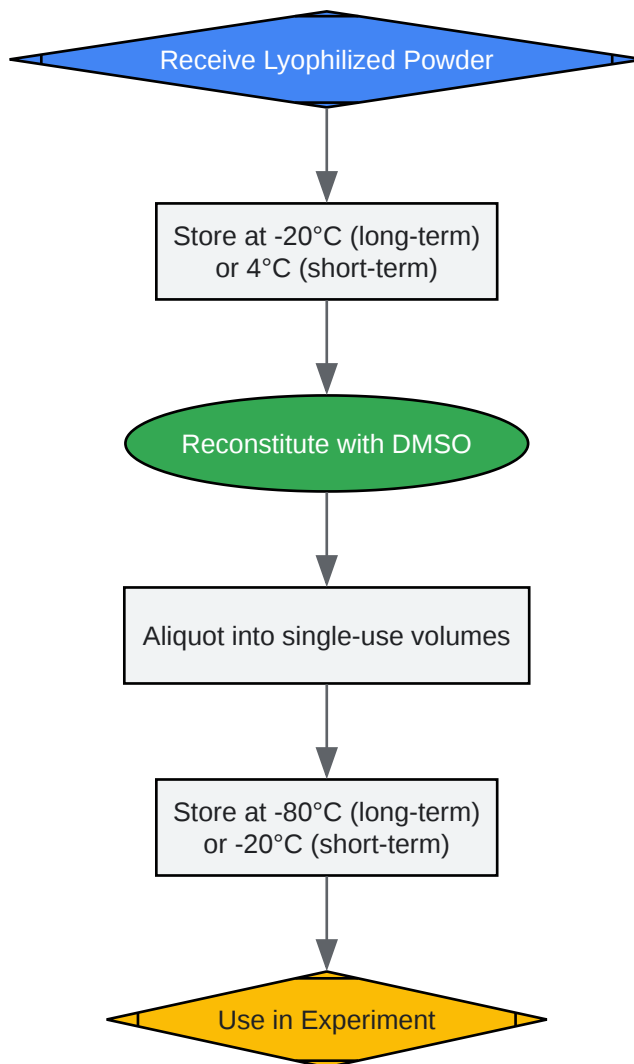 Receive Lyophilized Powder
Store at -20°C (long-term)
or 4°C (short-term)
Reconstitute with DMSO
Aliquot into single-use volumes
Store at -80°C (long-term)
or -20°C (short-term)
Use in Experiment